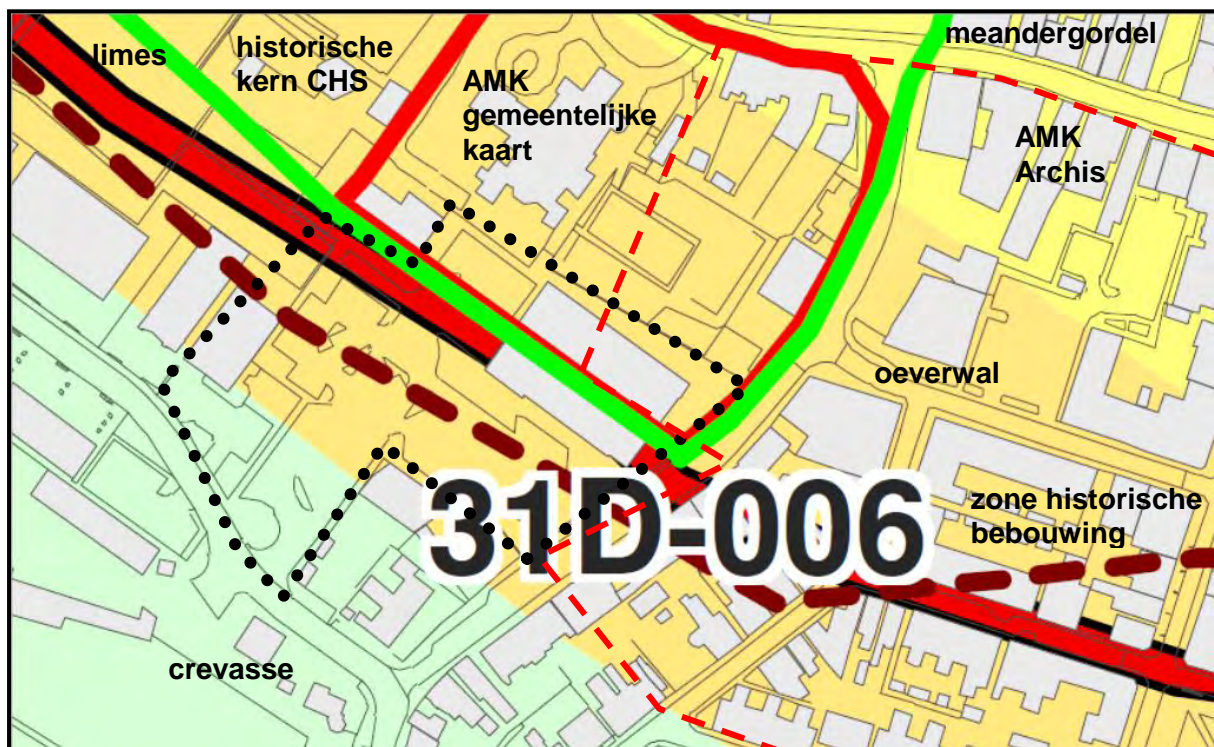 limes
historische
kern CHS
AMK
gemeentelijke
kaart
meandergordel
AMK
Archis
oeverwal
31D-006
zone historische
bebouwing
crevasse